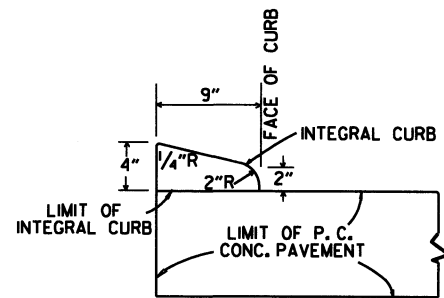 9"
FACE OF CURB
INTEGRAL CURB
4"
1/4"R
2"R
2"
LIMIT OF
INTEGRAL CURB
LIMIT OF P.C.
CONC. PAVEMENT